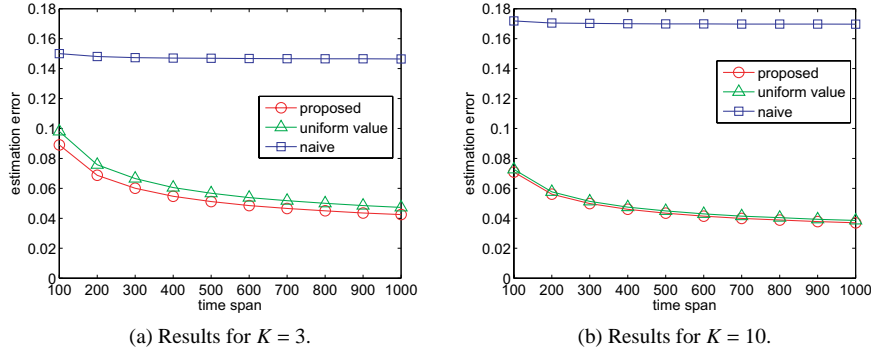 0.18
0.16
0.14
0.12
0.1
0.08
0.06
0.04
0.02
0
estimation error
proposed
uniform value
naive
100 200 300 400 500 600 700 800 900 1000
time span
(a) Results for K = 3.
0.18
0.16
0.14
0.12
0.1
0.08
0.06
0.04
0.02
0
estimation error
proposed
uniform value
naive
100 200 300 400 500 600 700 800 900 1000
time span
(b) Results for K = 10.